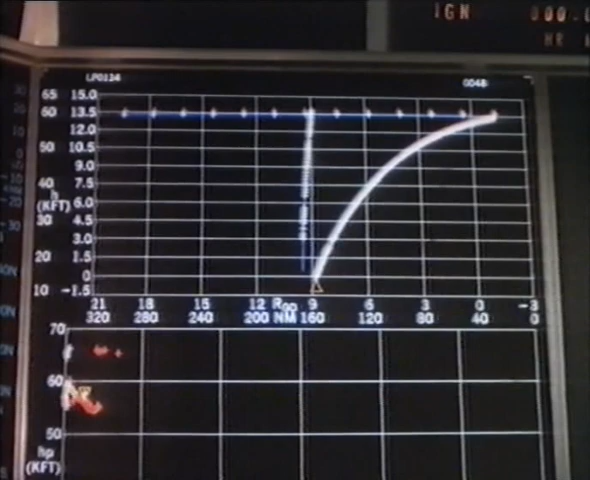 IGN 000.
HR
LP0134 0048
65 15.0
60 13.5
12.0
50 10.5
9.0
40 7.5
h
(KFT) 6.0
30 4.5
3.0
20 1.5
0
10 -1.5
21 18 15 12 RGO 9 6 3 0 -3
320 280 240 200 NM 160 120 80 40 0
70
60
50
hp
(KFT)